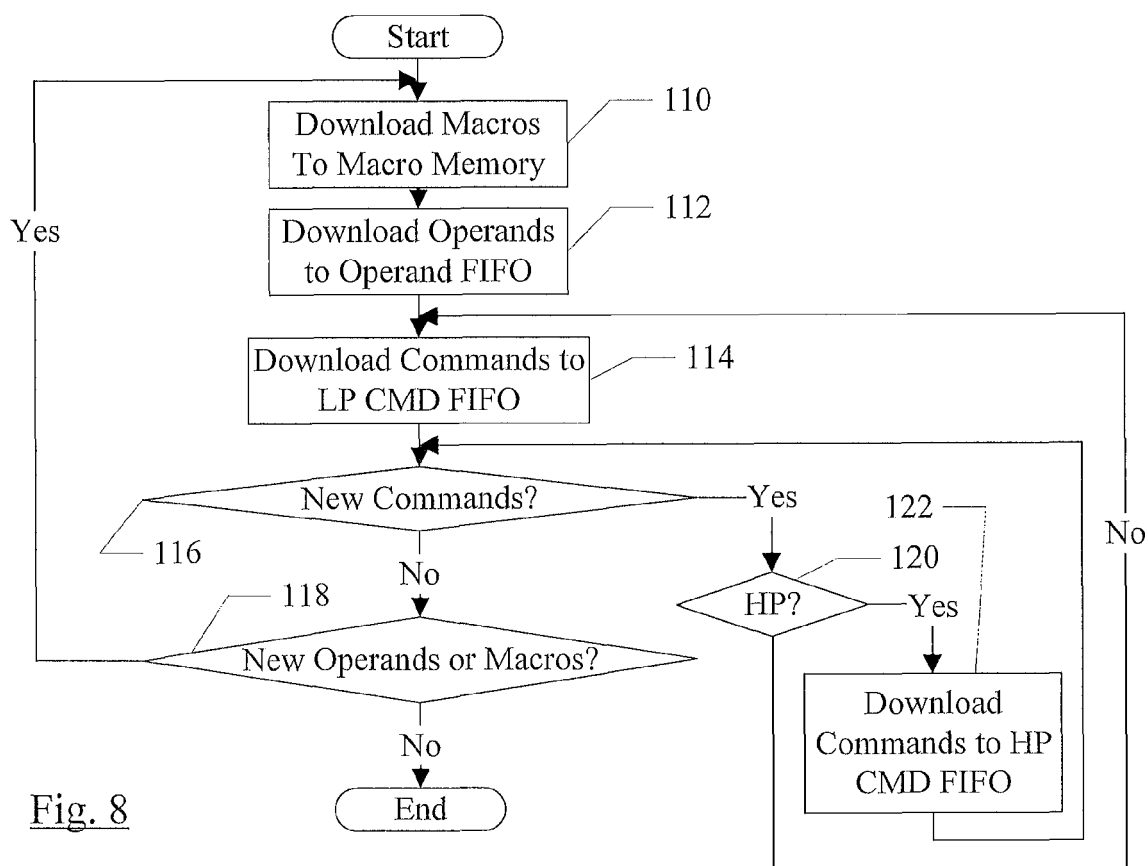 Start
110
Download Macros
To Macro Memory
Yes
112
Download Operands
to Operand FIFO
114
Download Commands to
LP CMD FIFO
New Commands?
Yes
122
No
116
120
No
118
HP?
Yes
New Operands or Macros?
Download
Commands to HP
CMD FIFO
No
End
Fig. 8